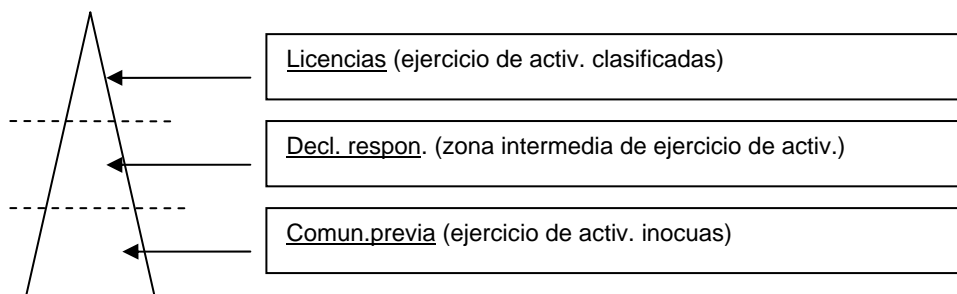 Licencias (ejercicio de activ. clasificadas)
Decl. respon. (zona intermedia de ejercicio de activ.)
Comun.previa (ejercicio de activ. inocuas)